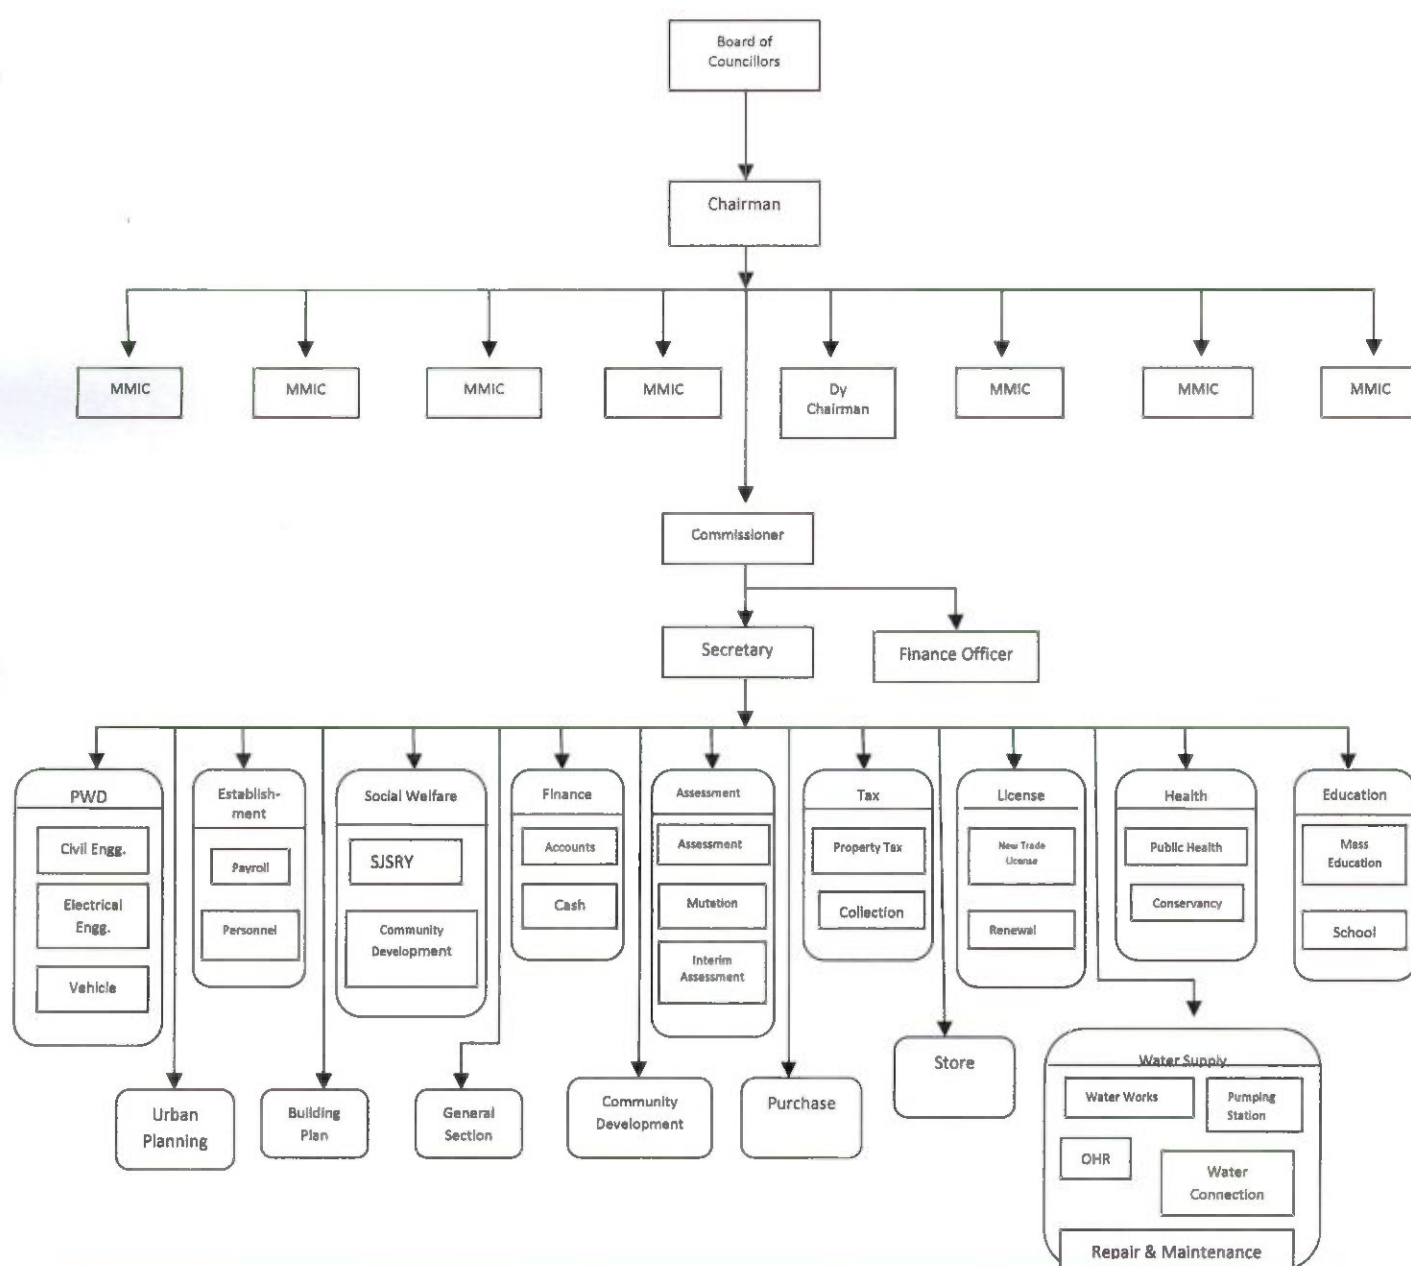 Board of
Councillors
Chairman
MMIC
MMIC
MMIC
MMIC
Dy
Chairman
MMIC
MMIC
MMIC
Commissioner
Secretary
Finance Officer
PWD
Civil Engg.
Electrical
Engg.
Vehicle
Establish-
ment
Payroll
Personnel
Social Welfare
SJSRY
Community
Development
Finance
Accounts
Cash
Assessment
Assessment
Mutation
Interim
Assessment
Tax
Property Tax
Collection
License
New Trade
License
Renewal
Health
Public Health
Conservancy
Education
Mass
Education
School
Urban
Planning
Building
Plan
General
Section
Community
Development
Purchase
Store
Water Supply
Water Works
Pumping
Station
OHR
Water
Connection
Repair & Maintenance